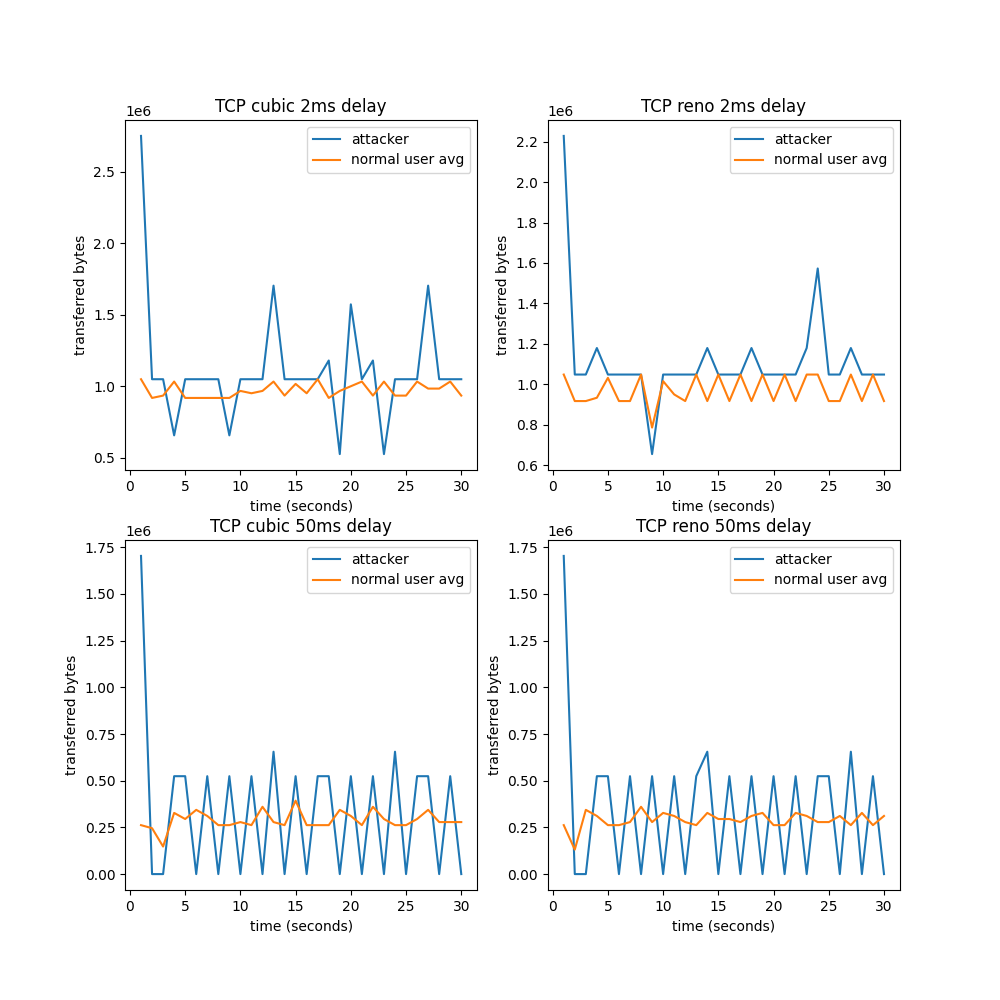 TCP cubic 2ms delay
1e6
attacker
normal user avg
2.5
2.0
1.5
1.0
0.5
transferred bytes
0 5 10 15 20 25 30
time (seconds)
TCP reno 2ms delay
1e6
attacker
normal user avg
2.2
2.0
1.8
1.6
1.4
1.2
1.0
0.8
0.6
transferred bytes
0 5 10 15 20 25 30
time (seconds)
TCP cubic 50ms delay
1e6
attacker
normal user avg
1.75
1.50
1.25
1.00
0.75
0.50
0.25
0.00
transferred bytes
0 5 10 15 20 25 30
time (seconds)
TCP reno 50ms delay
1e6
attacker
normal user avg
1.75
1.50
1.25
1.00
0.75
0.50
0.25
0.00
transferred bytes
0 5 10 15 20 25 30
time (seconds)